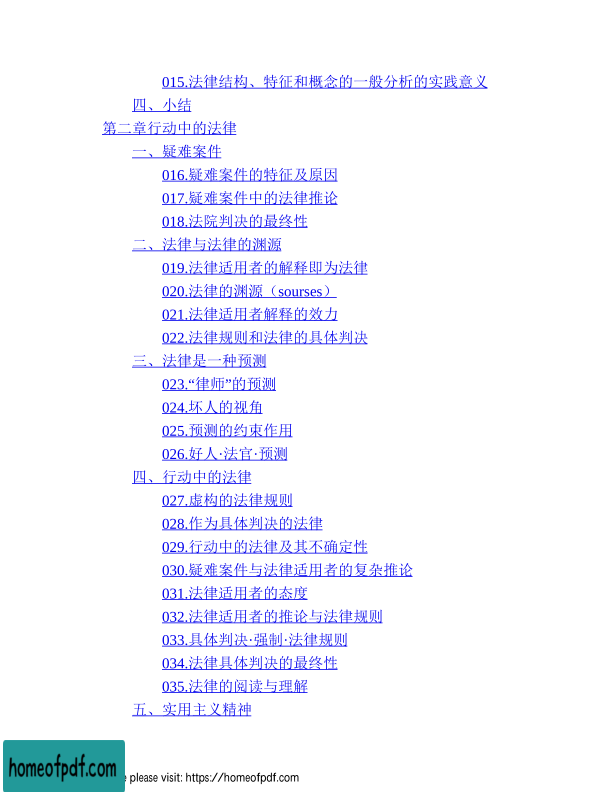 015.法律结构、特征和概念的一般分析的实践意义
四、小结
第二章行动中的法律
一、疑难案件
016.疑难案件的特征及原因
017.疑难案件中的法律推论
018.法院判决的最终性
二、法律与法律的渊源
019.法律适用者的解释即为法律
020.法律的渊源（sourses）
021.法律适用者解释的效力
022.法律规则和法律的具体判决
三、法律是一种预测
023.“律师”的预测
024.坏人的视角
025.预测的约束作用
026.好人·法官·预测
四、行动中的法律
027.虚构的法律规则
028.作为具体判决的法律
029.行动中的法律及其不确定性
030.疑难案件与法律适用者的复杂推论
031.法律适用者的态度
032.法律适用者的推论与法律规则
033.具体判决·强制·法律规则
034.法律具体判决的最终性
035.法律的阅读与理解
五、实用主义精神
homeofpdf.com
please visit: https://homeofpdf.com